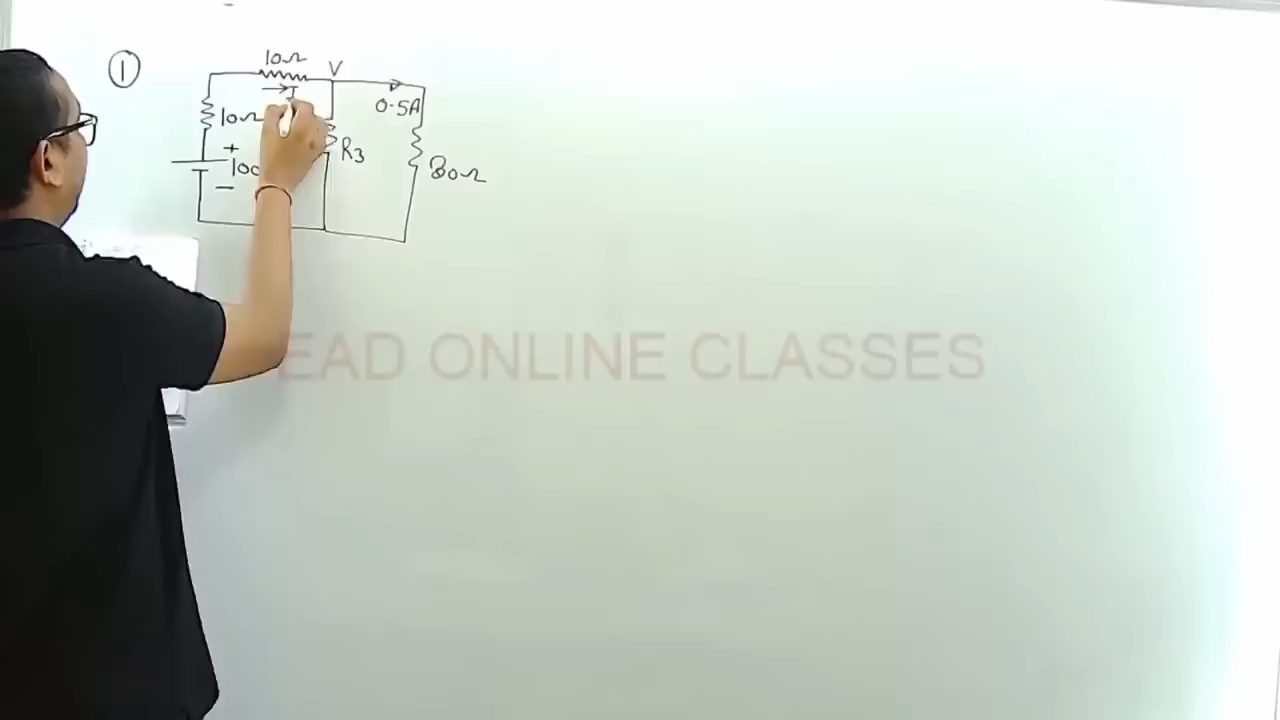 ①
10Ω
V
0.5A
10Ω
+
R3
80Ω
−
EAD ONLINE CLASSES